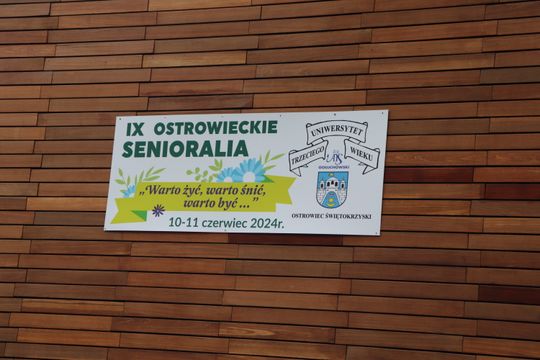 IX OSTROWIECKIE
SENIORALIA
„Warto żyć, warto śnić,
warto być ..."
10-11 czerwiec 2024r.
UNIWERSYTET
TRZECIEGO WIEKU
OSTROWIEC ŚWIĘTOKRZYSKI